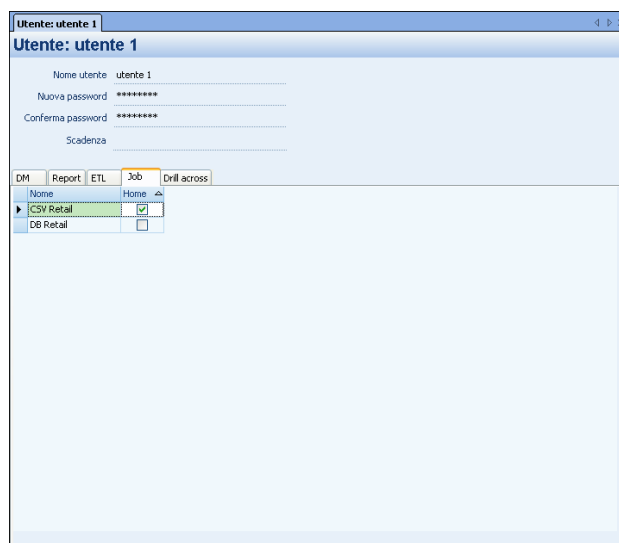 Utente: utente 1
Utente: utente 1
Nome utente utente 1
Nuova password ********
Conferma password ********
Scadenza
DM Report ETL Job Drill across
Nome Home
CSV Retail
DB Retail